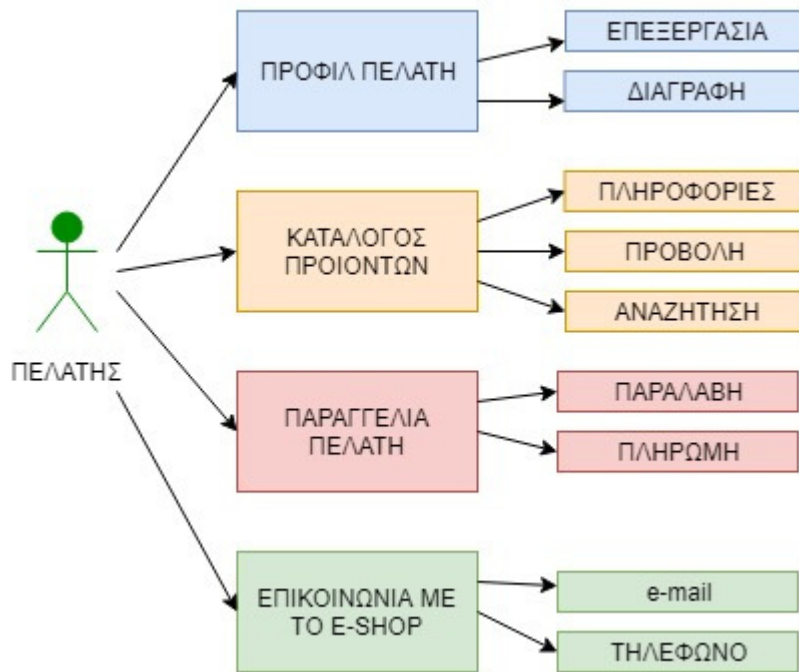 ΠΡΟΦΙΛ ΠΕΛΑΤΗ
ΕΠΕΞΕΡΓΑΣΙΑ
ΔΙΑΓΡΑΦΗ
ΚΑΤΑΛΟΓΟΣ
ΠΡΟΙΟΝΤΩΝ
ΠΛΗΡΟΦΟΡΙΕΣ
ΠΡΟΒΟΛΗ
ΑΝΑΖΗΤΗΣΗ
ΠΕΛΑΤΗΣ
ΠΑΡΑΓΓΕΛΙΑ
ΠΕΛΑΤΗ
ΠΑΡΑΛΑΒΗ
ΠΛΗΡΩΜΗ
ΕΠΙΚΟΙΝΩΝΙΑ ΜΕ
ΤΟ E-SHOP
e-mail
ΤΗΛΕΦΩΝΟ